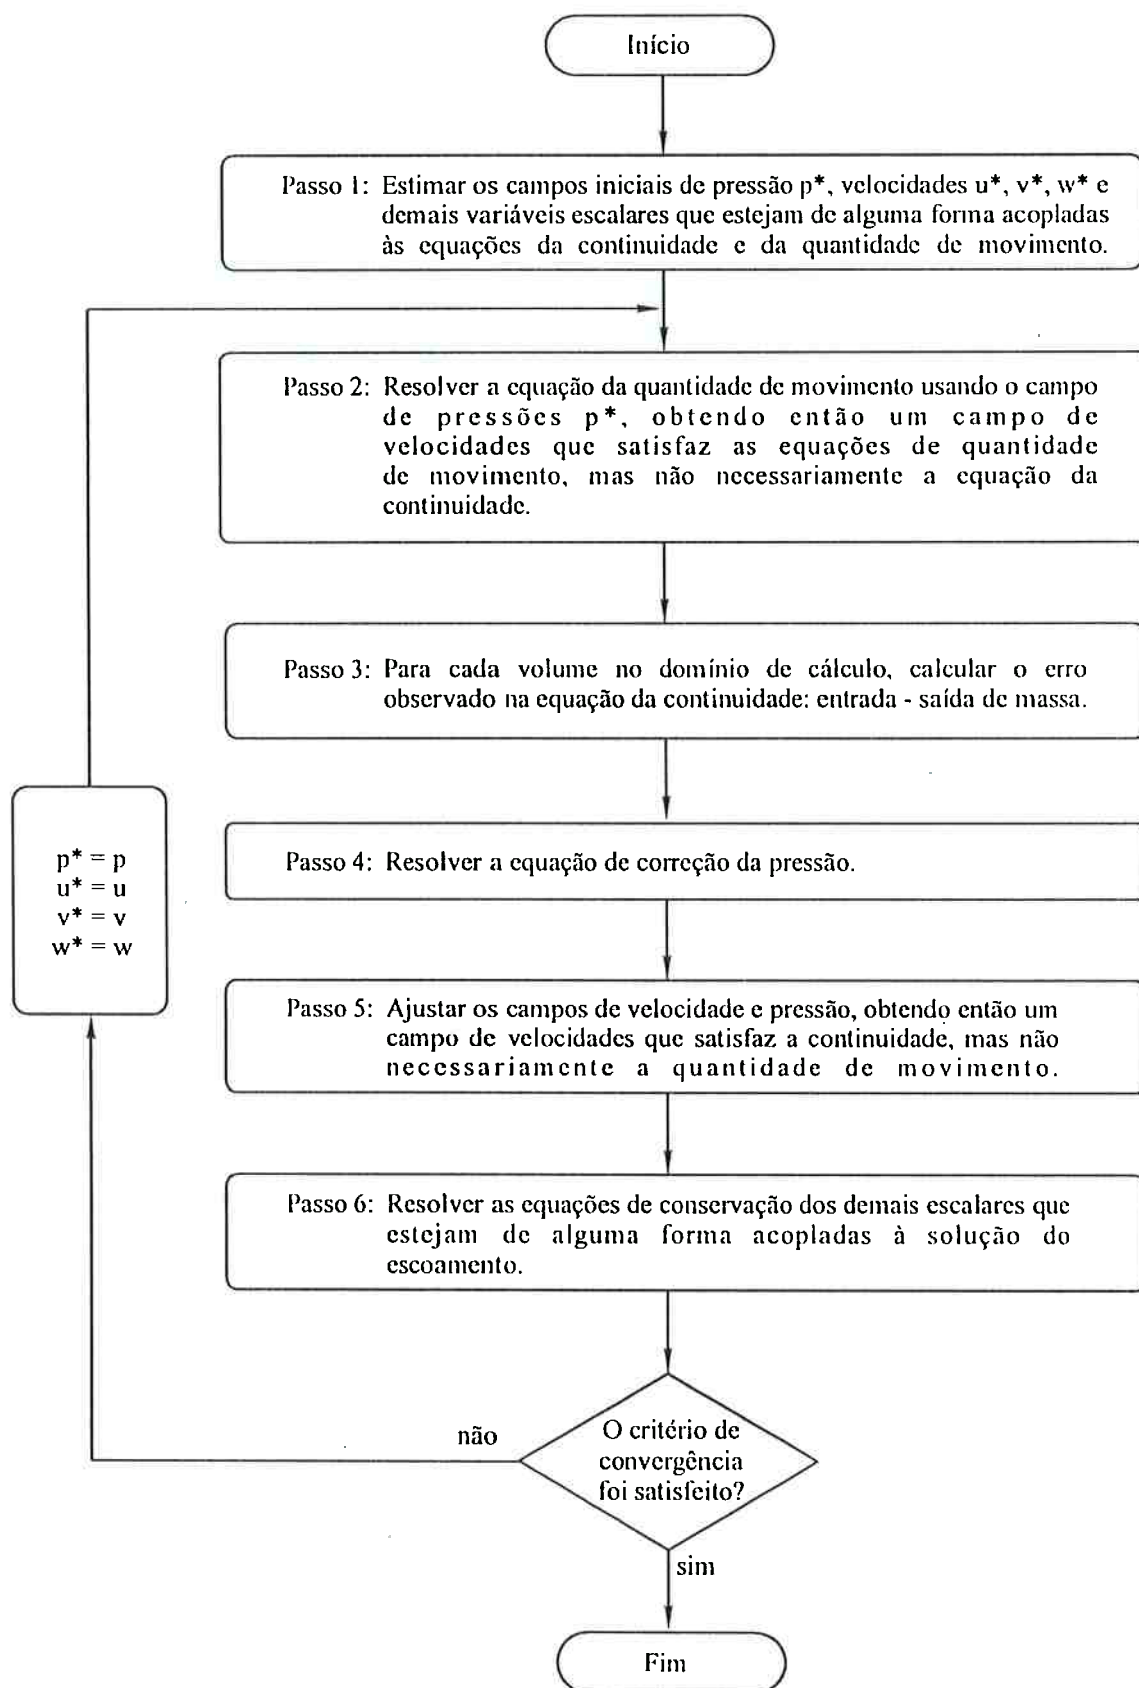 Início
Passo 1: Estimar os campos iniciais de pressão p*, velocidades u*, v*, w* e
demais variáveis escalares que estejam de alguma forma acopladas
às equações da continuidade e da quantidade de movimento.
Passo 2: Resolver a equação da quantidade de movimento usando o campo
de pressões p*, obtendo então um campo de
velocidades que satisfaz as equações de quantidade
de movimento, mas não necessariamente a equação da
continuidade.
Passo 3: Para cada volume no domínio de cálculo, calcular o erro
observado na equação da continuidade: entrada - saída de massa.
p* = p
u* = u
v* = v
w* = w
Passo 4: Resolver a equação de correção da pressão.
Passo 5: Ajustar os campos de velocidade e pressão, obtendo então um
campo de velocidades que satisfaz a continuidade, mas não
necessariamente a quantidade de movimento.
Passo 6: Resolver as equações de conservação dos demais escalares que
estejam de alguma forma acopladas à solução do
escoamento.
não
O critério de
convergência
foi satisfeito?
sim
Fim